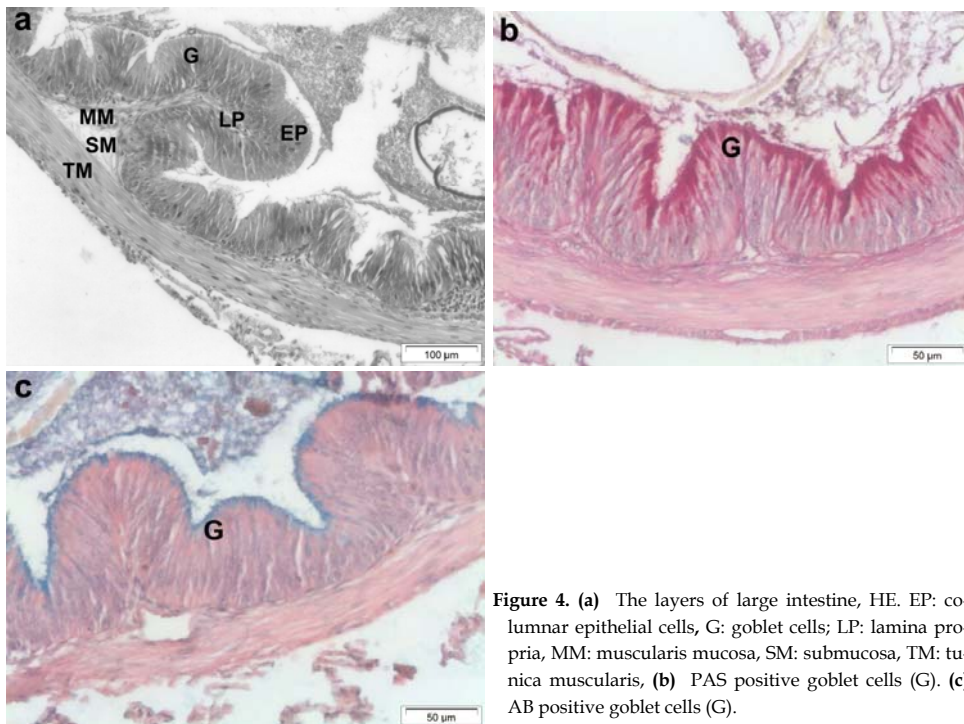 a
G
MM
LP
EP
SM
TM
100 µm
b
G
50 µm
c
G
50 µm
Figure 4. (a) The layers of large intestine, HE. EP: co-
lumnar epithelial cells, G: goblet cells; LP: lamina pro-
pria, MM: muscularis mucosa, SM: submucosa, TM: tu-
nica muscularis, (b) PAS positive goblet cells (G). (c)
AB positive goblet cells (G).